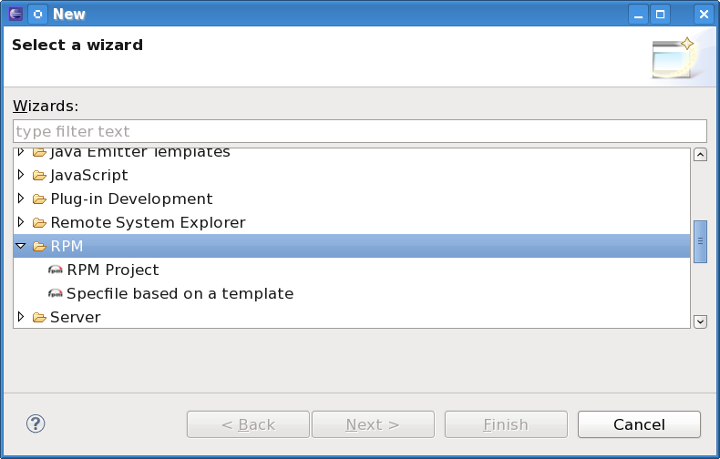 New
Select a wizard
Wizards:
type filter text
Java Emitter Templates
JavaScript
Plug-in Development
Remote System Explorer
RPM
RPM Project
Specfile based on a template
Server
?
< Back
Next >
Finish
Cancel